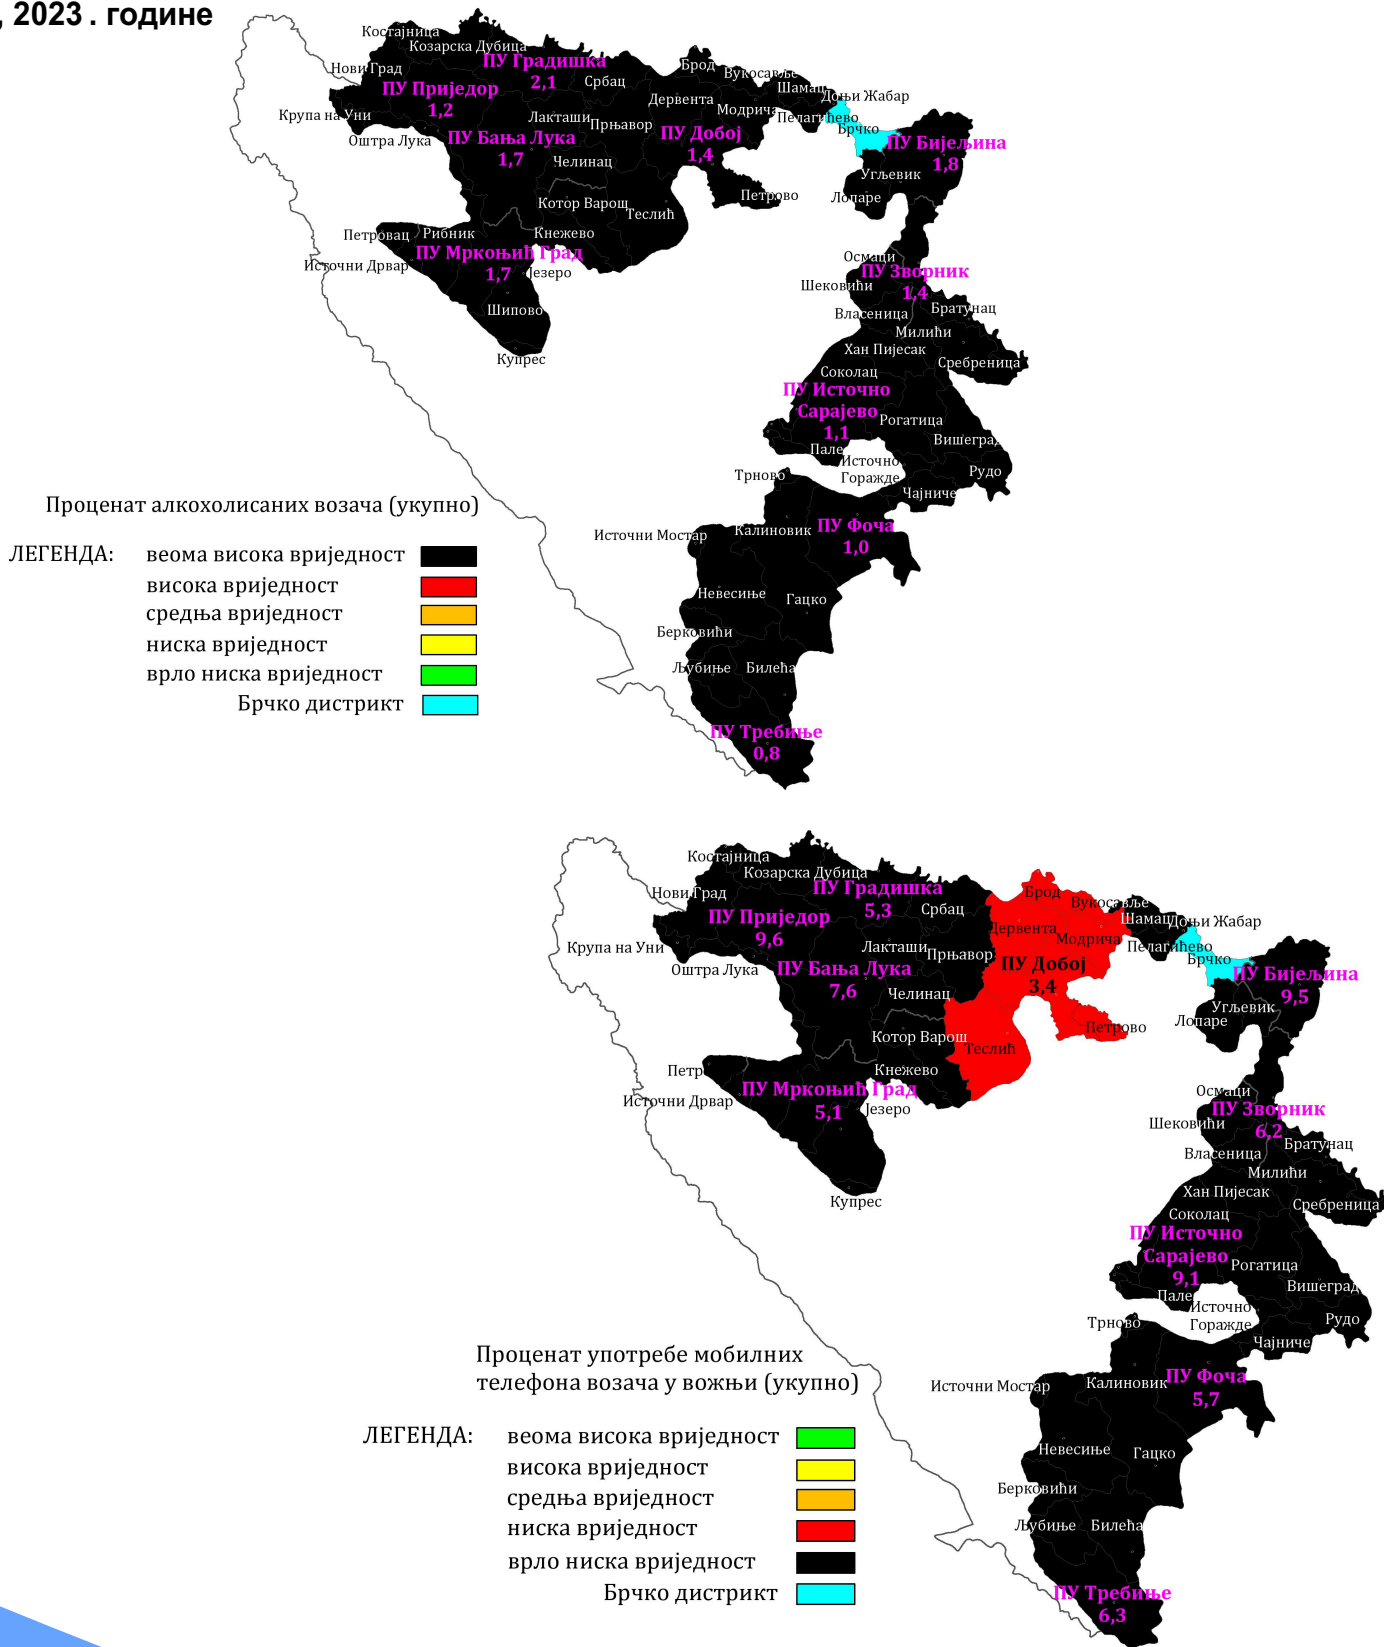 , 2023 . године
Костајница
Козарска Дубица
ПУ Градишка
2,1
Нови Град
ПУ Приједор
1,2
Србац
Брод
Вукосавље
Шамац
Доњи Жабар
Дервента
Модрича
Пелагићево
Брчко
Крупа на Уни
Оштра Лука
Лакташи
Прњавор
ПУ Бања Лука
1,7
ПУ Добој
1,4
ПУ Бијељина
1,8
Челинац
Угљевик
Лопаре
Петрово
Котор Варош
Теслић
Петровац
Рибник
Кнежево
ПУ Мркоњић Град
1,7
Источни Дрвар
Језеро
Осмаци
ПУ Зворник
1,4
Шековићи
Шипово
Власеница
Братунац
Милићи
Купрес
Хан Пијесак
Сребреница
Соколац
ПУ Источно
Сарајево
1,1
Рогатица
Вишеград
Пале
Источно
Горажде
Рудо
Трново
Чајниче
Проценат алкохолисаних возача (укупно)
Источни Мостар
Калиновик
ПУ Фоча
1,0
ЛЕГЕНДА:
веома висока вриједност
висока вриједност
средња вриједност
ниска вриједност
врло ниска вриједност
Брчко дистрикт
Невесиње
Гацко
Берковићи
Љубиње
Билећа
ПУ Требиње
0,8
Костајница
Козарска Дубица
ПУ Градишка
5,3
Нови Град
ПУ Приједор
9,6
Србац
Брод
Вукосавље
Шамац
Доњи Жабар
Дервента
Модрича
Пелагићево
Брчко
Крупа на Уни
Оштра Лука
Лакташи
Прњавор
ПУ Бања Лука
7,6
ПУ Добој
3,4
ПУ Бијељина
9,5
Челинац
Угљевик
Лопаре
Петрово
Котор Варош
Теслић
Петр
Кнежево
ПУ Мркоњић Град
5,1
Источни Дрвар
Језеро
Осмаци
ПУ Зворник
6,2
Шековићи
Власеница
Братунац
Милићи
Купрес
Хан Пијесак
Сребреница
Соколац
ПУ Источно
Сарајево
9,1
Рогатица
Вишеград
Пале
Источно
Горажде
Рудо
Трново
Чајниче
Проценат употребе мобилних
телефона возача у вожњи (укупно)
Источни Мостар
Калиновик
ПУ Фоча
5,7
ЛЕГЕНДА:
веома висока вриједност
висока вриједност
средња вриједност
ниска вриједност
врло ниска вриједност
Брчко дистрикт
Невесиње
Гацко
Берковићи
Љубиње
Билећа
ПУ Требиње
6,3